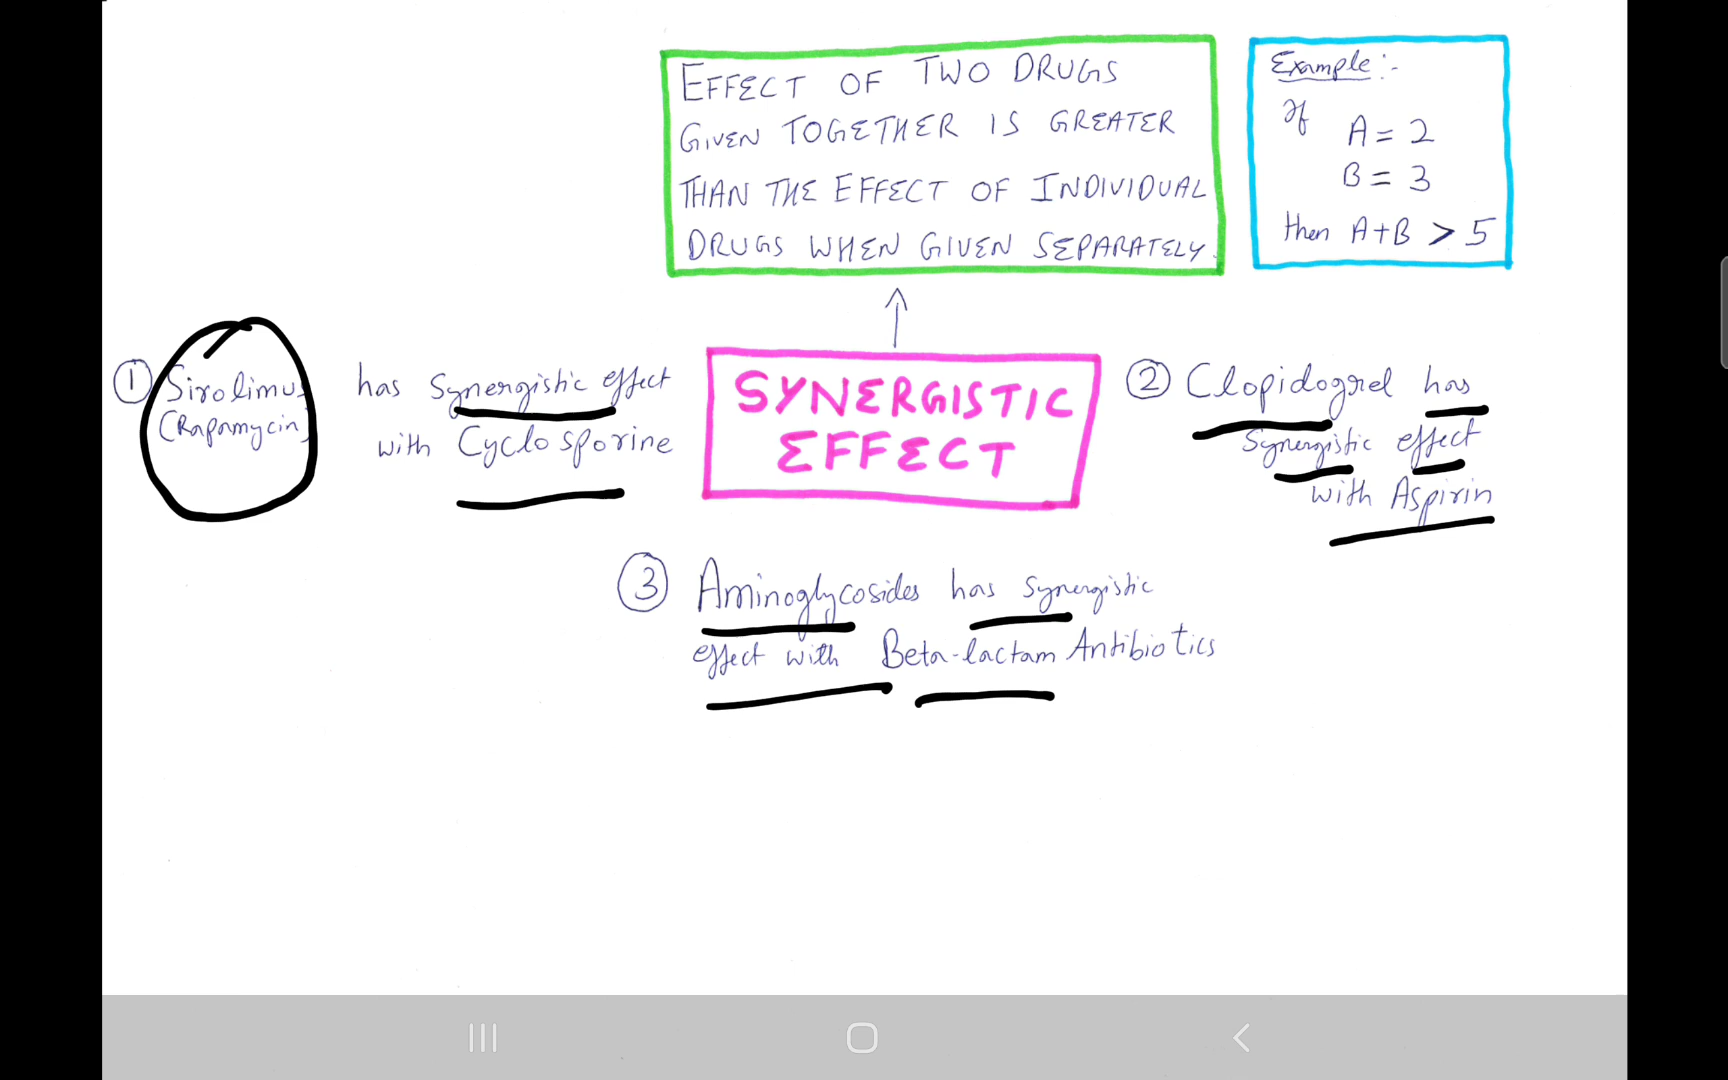 EFFECT OF TWO DRUGS
GIVEN TOGETHER IS GREATER
THAN THE EFFECT OF INDIVIDUAL
DRUGS WHEN GIVEN SEPARATELY.
Example:-
If
A = 2
B = 3
then A+B > 5
① Sirolimus has Synergistic effect
(Rapamycin) with Cyclosporine
SYNERGISTIC
EFFECT
② Clopidogrel has
Synergistic effect
with Aspirin
③ Aminoglycosides has synergistic
effect with Beta-lactam Antibiotics